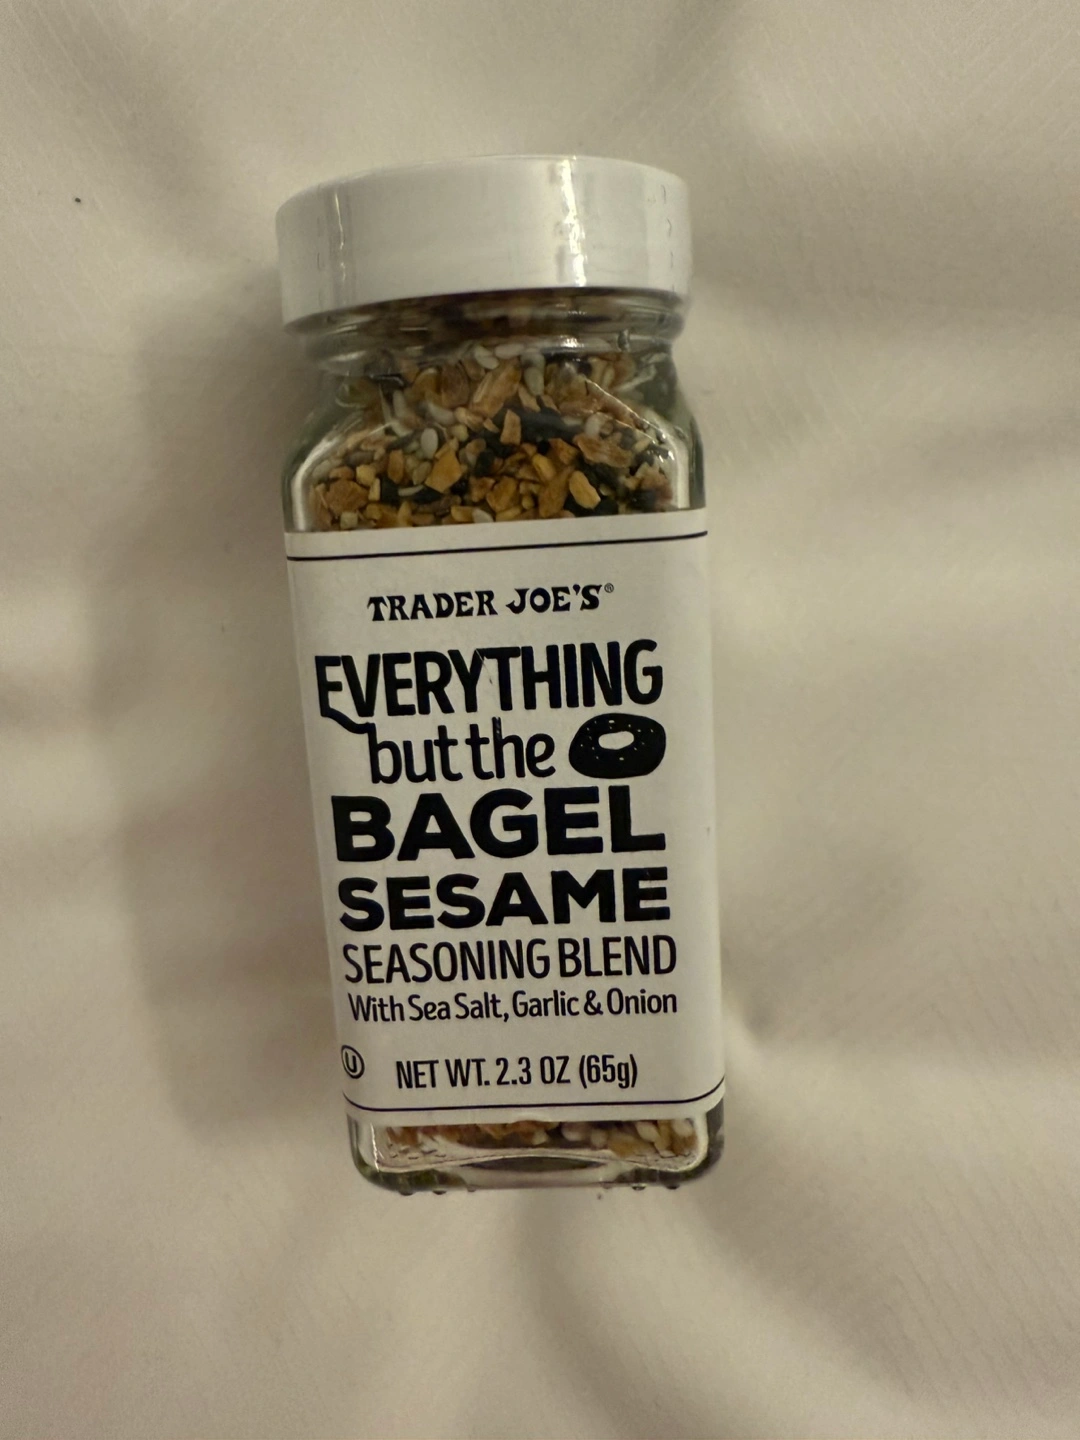 TRADER JOE'S®
EVERYTHING
but the
BAGEL
SESAME
SEASONING BLEND
With Sea Salt, Garlic & Onion
U NET WT. 2.3 OZ (65g)